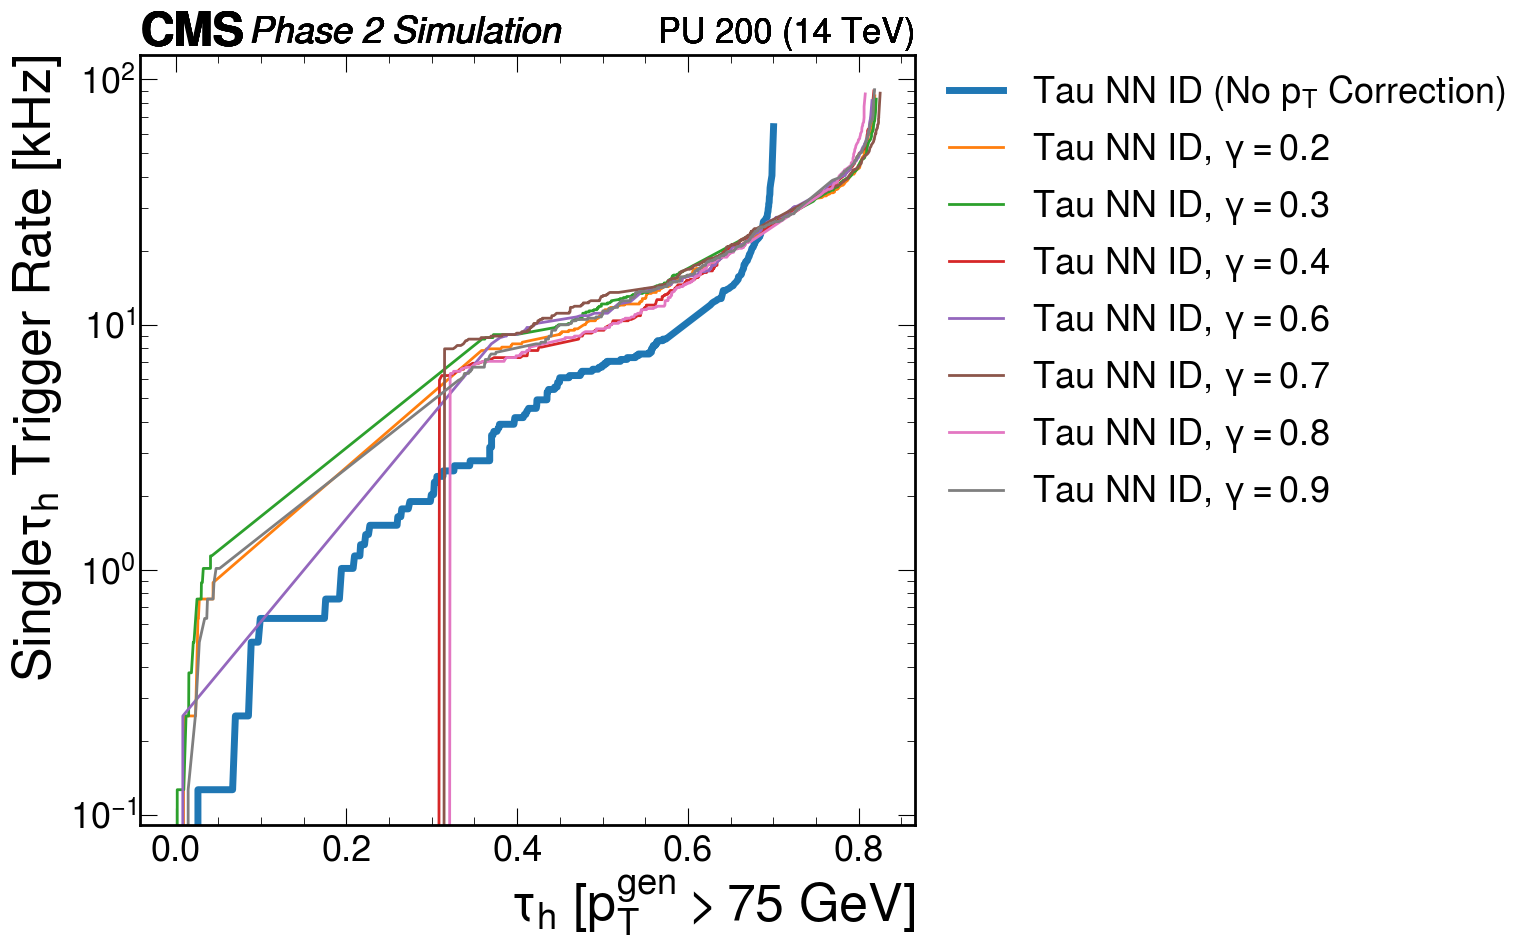 CMS Phase 2 Simulation PU 200 (14 TeV)
Single τₕ Trigger Rate [kHz]
10²
10¹
10⁰
10⁻¹
0.0 0.2 0.4 0.6 0.8
τₕ [p_T^gen > 75 GeV]
Tau NN ID (No p_T Correction)
Tau NN ID, γ = 0.2
Tau NN ID, γ = 0.3
Tau NN ID, γ = 0.4
Tau NN ID, γ = 0.6
Tau NN ID, γ = 0.7
Tau NN ID, γ = 0.8
Tau NN ID, γ = 0.9